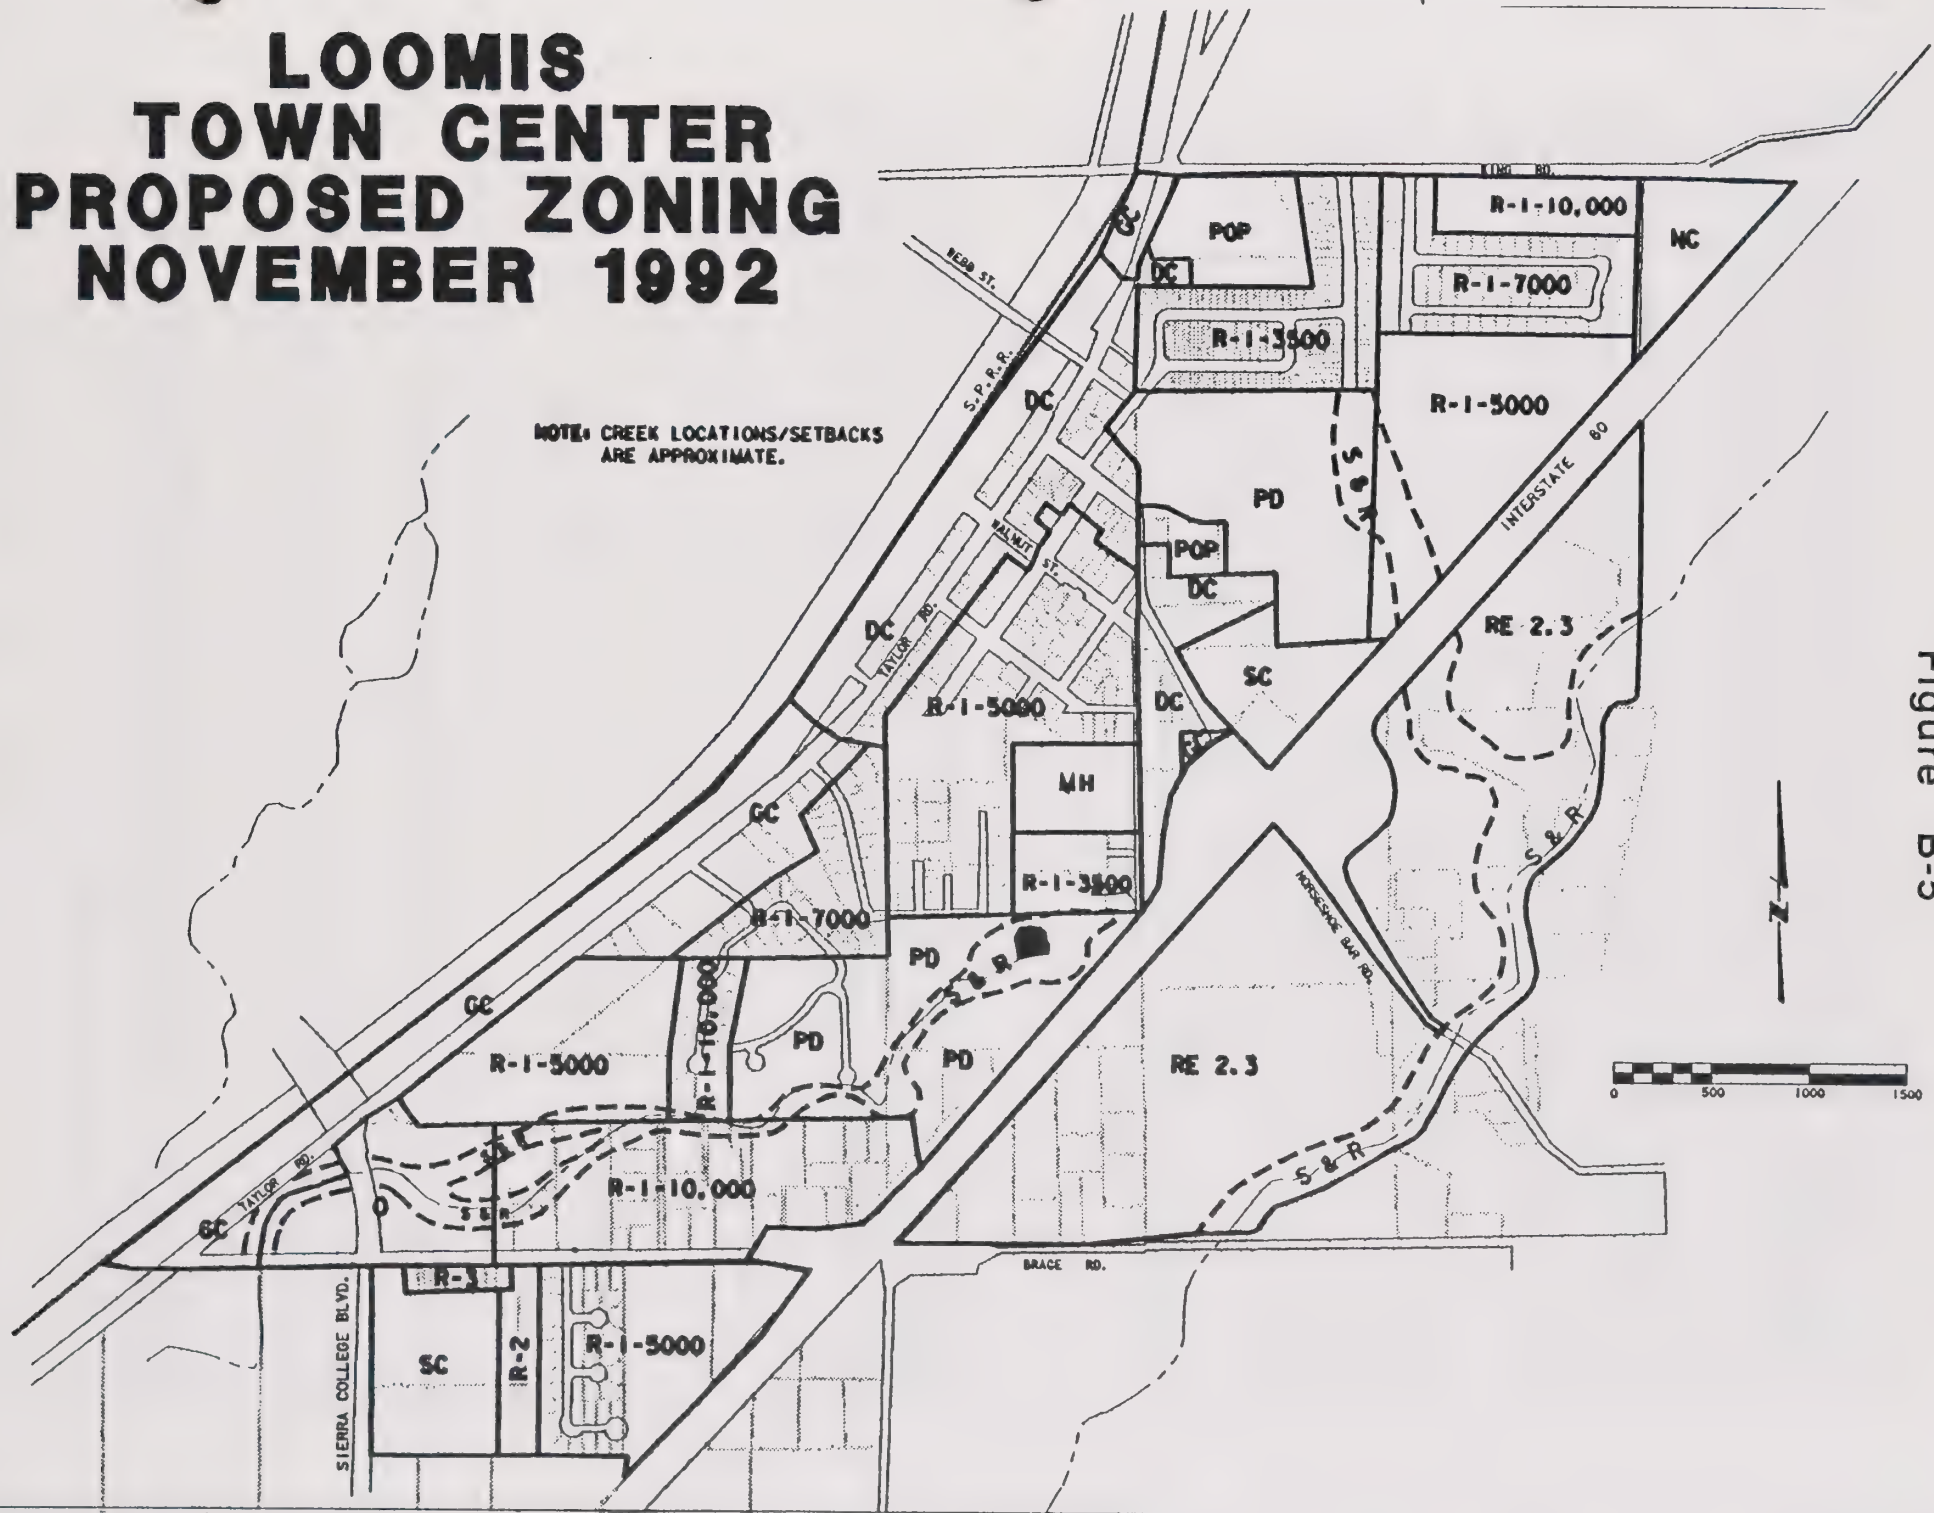 LOOMIS
TOWN CENTER
PROPOSED ZONING
NOVEMBER 1992
NOTE: CREEK LOCATIONS/SETBACKS
ARE APPROXIMATE.
KING RD.
R-1-10,000
GC
POP
NC
WEBB ST.
DC
R-1-7000
S.P.R.R.
R-1-3500
DC
R-1-5000
S & R
INTERSTATE 80
PD
WALNUT ST.
POP
DC
DC
TAYLOR RD.
RE 2.3
SC
R-1-5000
DC
MH
GC
S & R
R-1-3500
HORSESHOE BAR RD.
R-1-7000
PD
S & R
R-1-10,000
GC
PD
PD
R-1-5000
RE 2.3
0 500 1000 1500
N
Figure B-5
S & R
TAYLOR RD.
R-1-10,000
O
S & R
GC
BRACE RD.
R-3
SIERRA COLLEGE BLVD.
SC
R-2
R-1-5000